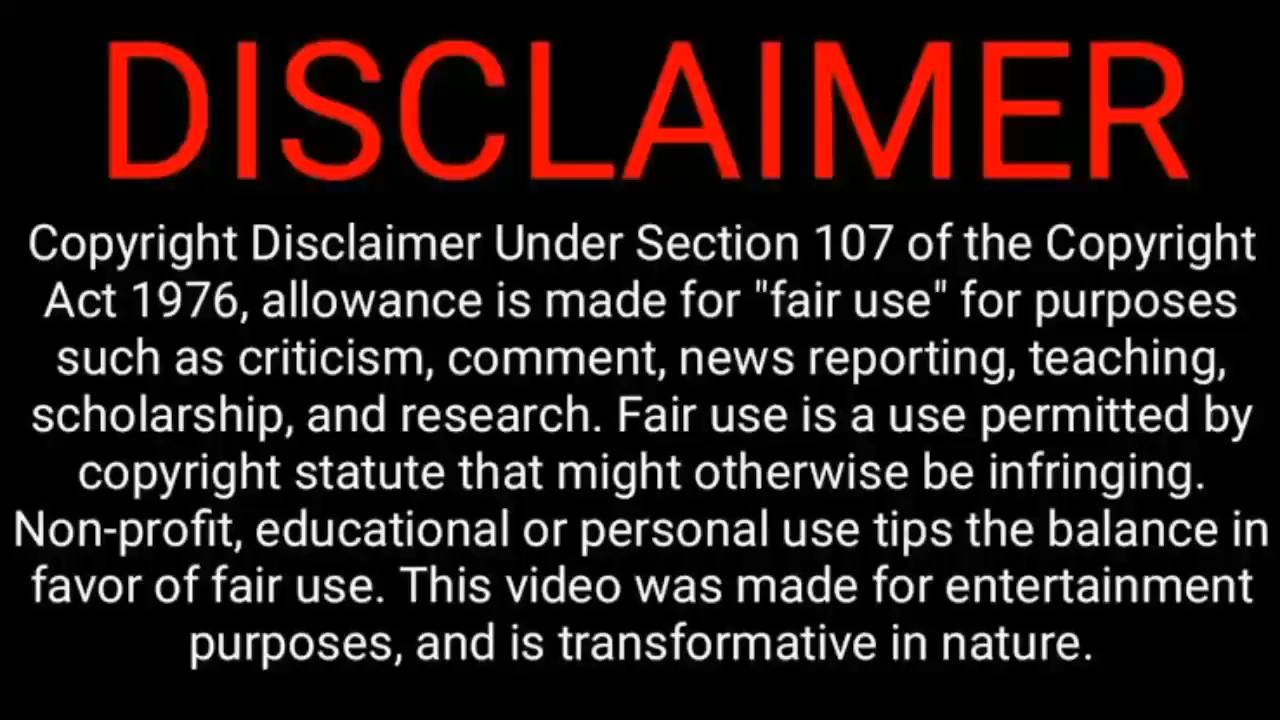 DISCLAIMER
Copyright Disclaimer Under Section 107 of the Copyright
Act 1976, allowance is made for "fair use" for purposes
such as criticism, comment, news reporting, teaching,
scholarship, and research. Fair use is a use permitted by
copyright statute that might otherwise be infringing.
Non-profit, educational or personal use tips the balance in
favor of fair use. This video was made for entertainment
purposes, and is transformative in nature.